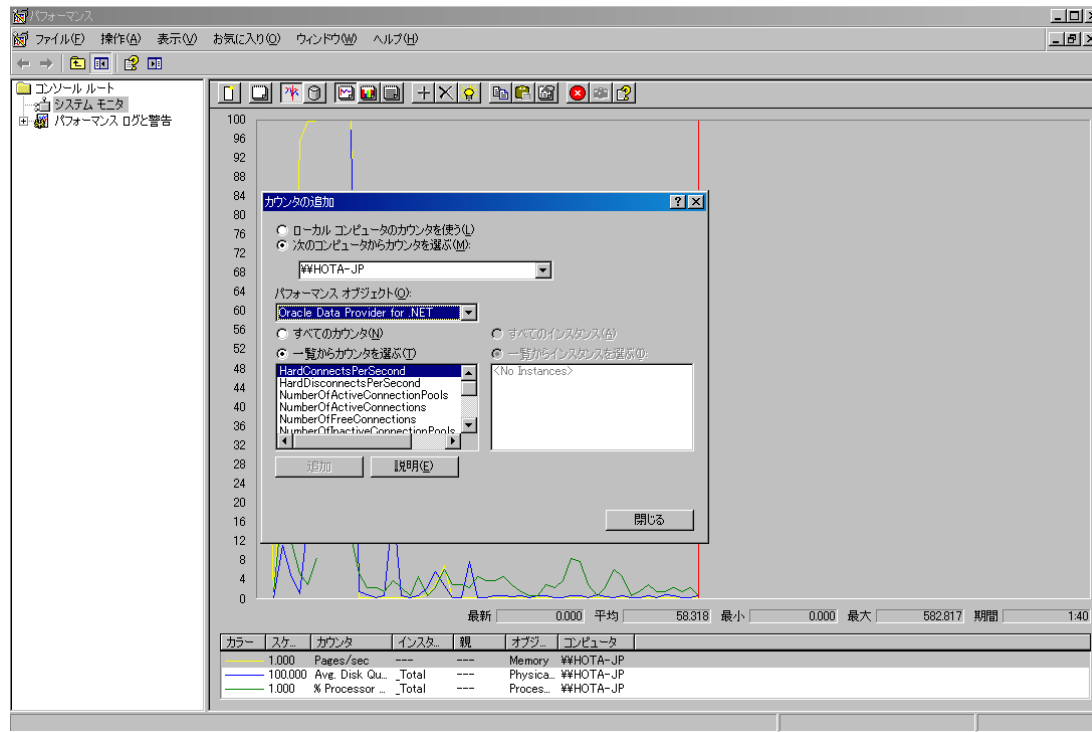 パフォーマンス
ファイル(F) 操作(A) 表示(V) お気に入り(O) ウィンドウ(W) ヘルプ(H)
コンソール ルート
システム モニタ
パフォーマンス ログと警告
100
96
92
88
84
80
76
72
68
64
60
56
52
48
44
40
36
32
28
24
20
16
12
8
4
0
カウンタの追加
ローカル コンピュータのカウンタを使う(L)
次のコンピュータからカウンタを選ぶ(M):
¥¥HOTA-JP
パフォーマンス オブジェクト(O):
Oracle Data Provider for .NET
すべてのカウンタ(N)
すべてのインスタンス(A)
一覧からカウンタを選ぶ(T)
一覧からインスタンスを選ぶ(I):
HardConnectsPerSecond
HardDisconnectsPerSecond
NumberOfActiveConnectionPools
NumberOfActiveConnections
NumberOfFreeConnections
NumberOfInactiveConnectionPools
<No Instances>
追加 説明(E)
閉じる
最新 0.000 平均 58.318 最小 0.000 最大 582.817 期間 1:40
カラー スケ... カウンタ インスタ... 親 オブジ... コンピュータ
1.000 Pages/sec --- --- Memory ¥¥HOTA-JP
100.000 Avg. Disk Qu... _Total --- Physica... ¥¥HOTA-JP
1.000 % Processor ... _Total --- Proces... ¥¥HOTA-JP